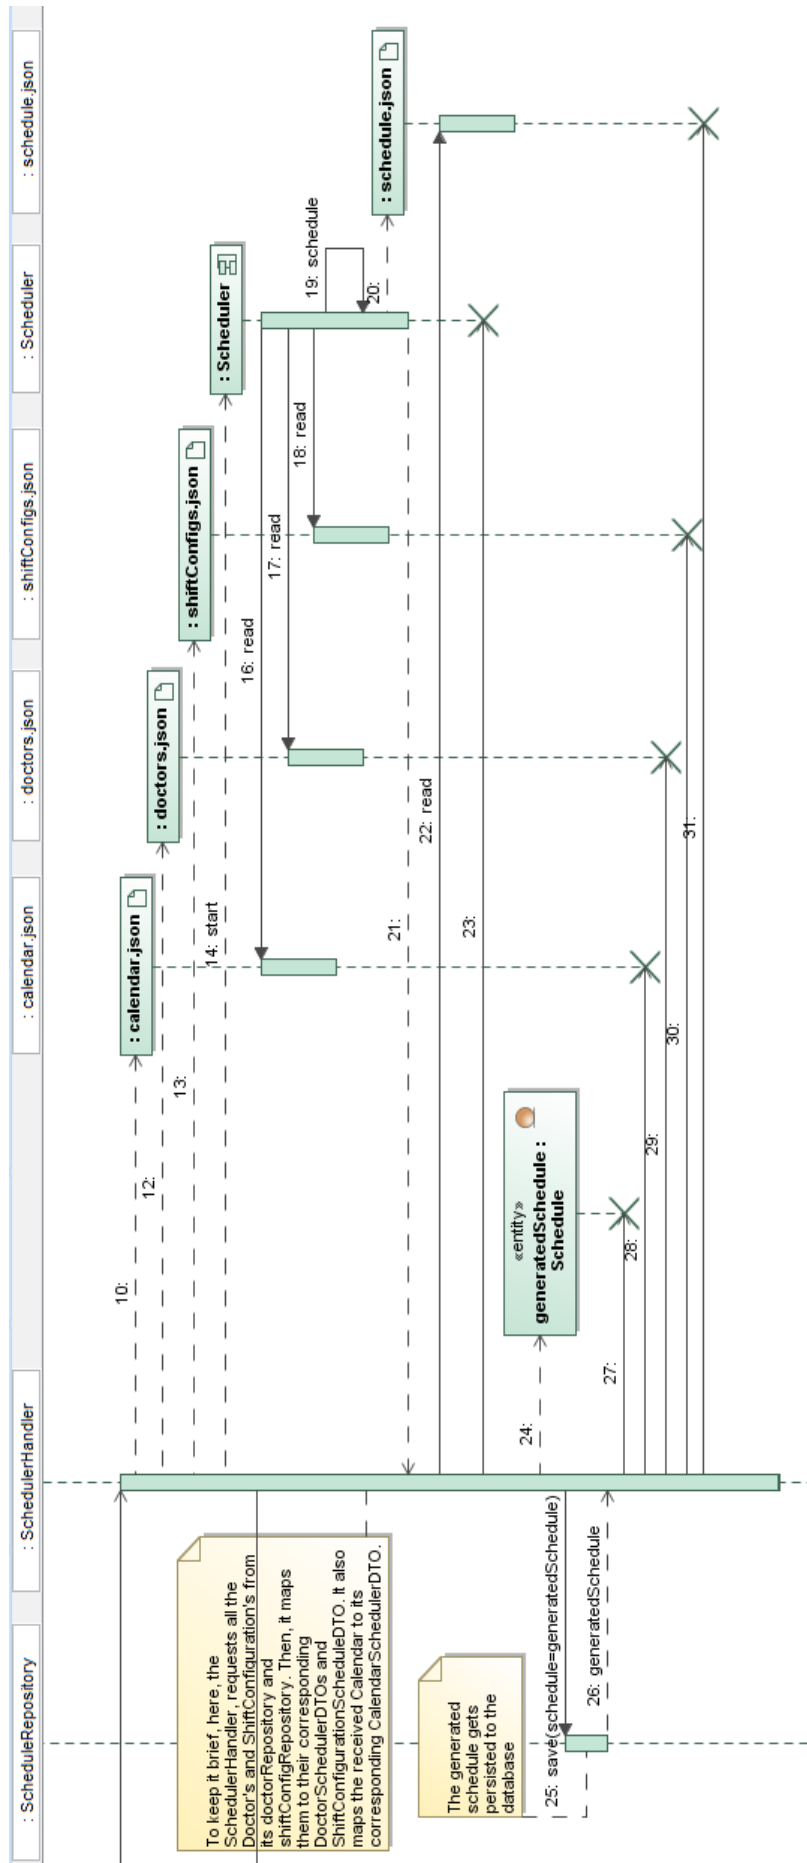 : ScheduleRepository
: SchedulerHandler
: calendar.json
: doctors.json
: shiftConfigs.json
: Scheduler
: schedule.json
10:
: calendar.json
12:
: doctors.json
13:
: shiftConfigs.json
14: start
: Scheduler
16: read
17: read
18: read
19: schedule
20:
: schedule.json
21:
22: read
23:
24:
«entity»
generatedSchedule :
Schedule
25: save(schedule=generatedSchedule)
26: generatedSchedule
27:
28:
29:
30:
31:
To keep it brief, here, the
SchedulerHandler, requests all the
Doctor's and ShiftConfiguration's from
its doctorRepository and
shiftConfigRepository. Then, it maps
them to their corresponding
DoctorSchedulerDTOs and
ShiftConfigurationScheduleDTO. It also
maps the received Calendar to its
corresponding CalendarSchedulerDTO.
The generated
schedule gets
persisted to the
database